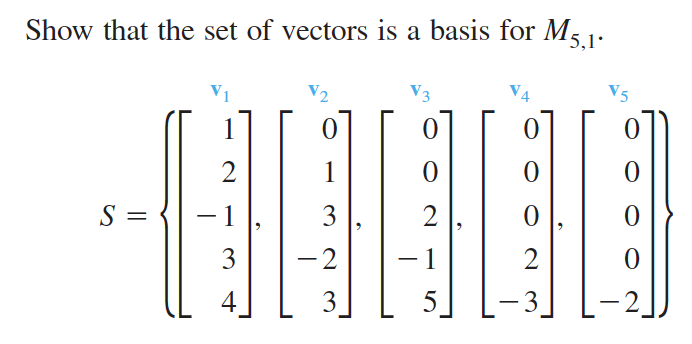 Show that the set of vectors is a basis for M₅,₁.
v₁ v₂ v₃ v₄ v₅
1 0 0 0 0
2 1 0 0 0
S = { −1 , 3 , 2 , 0 , 0 }
3 −2 −1 2 0
4 3 5 −3 −2